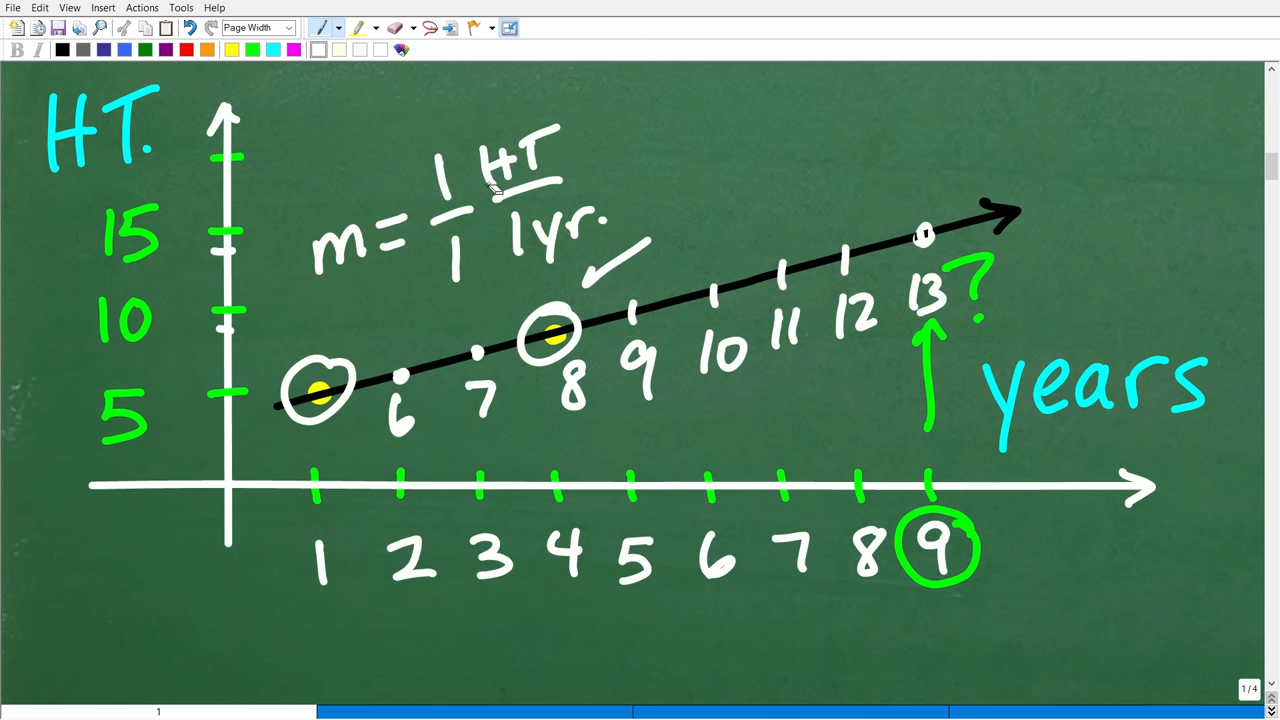 File Edit View Insert Actions Tools Help
Page Width
B I
HT.
m = 1/1 HT/1yr.
15
10
5
6 7 8 9 10 11 12 13 ?
years
1 2 3 4 5 6 7 8 9
1/4
1